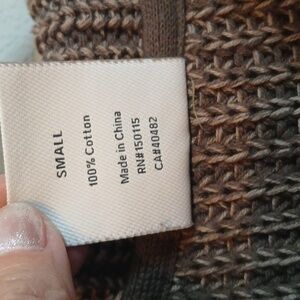 SMALL
100% Cotton
Made in China
RN#150115
CA#40482